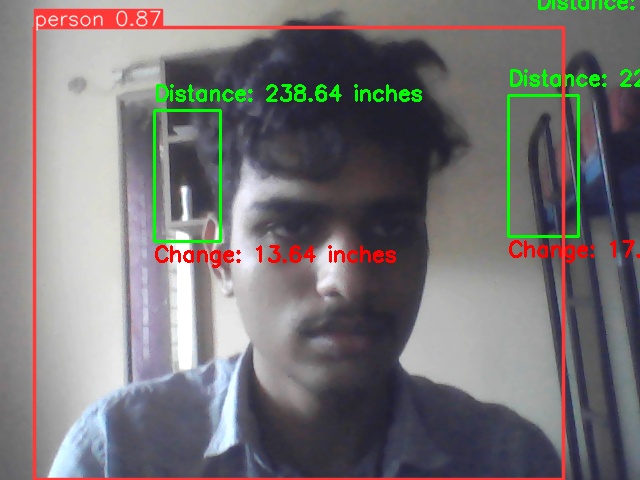 Distance:
person 0.87
Distance: 238.64 inches
Distance: 22
Change: 13.64 inches
Change: 17.